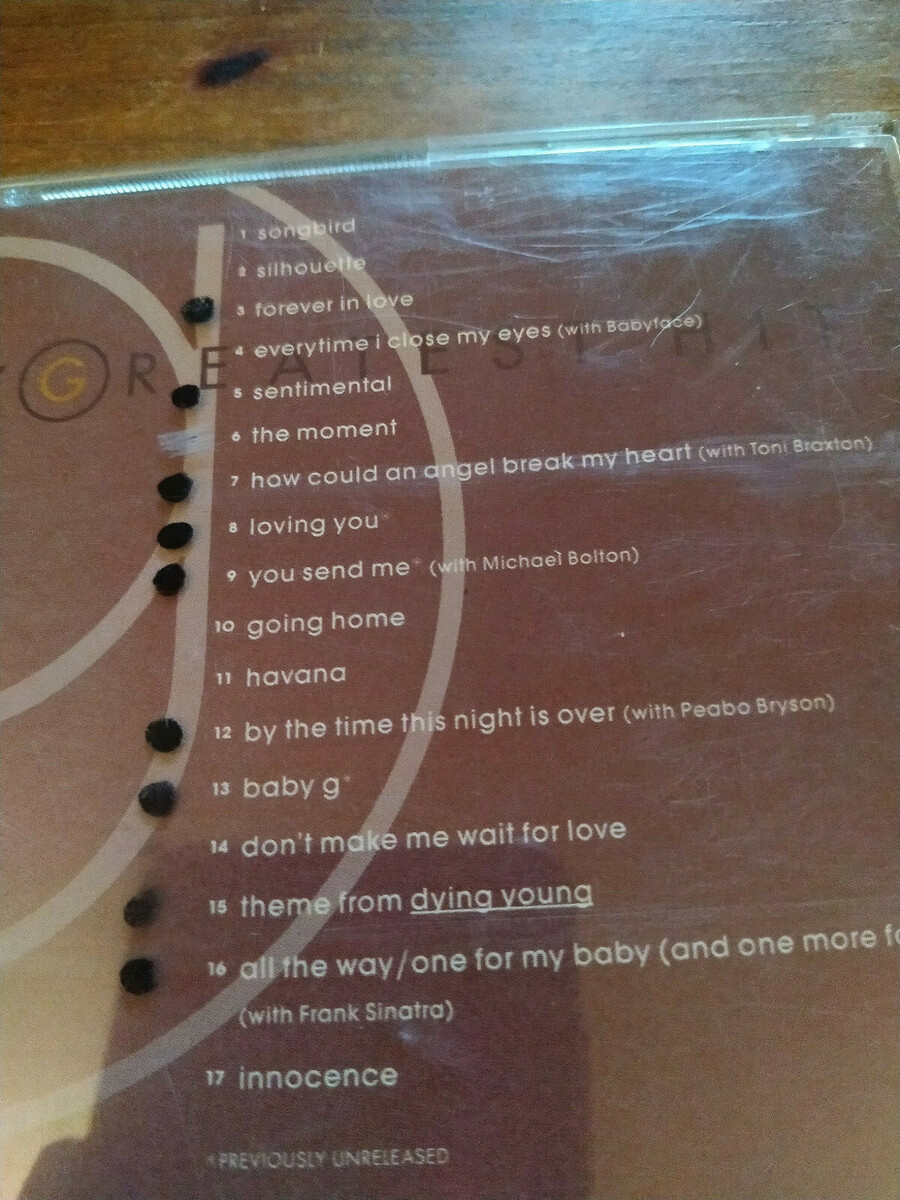 1 songbird
2 silhouette
3 forever in love
4 everytime i close my eyes (with Babyface)
GREATEST HIT
5 sentimental
6 the moment
7 how could an angel break my heart (with Toni Braxton)
8 loving you*
9 you send me* (with Michael Bolton)
10 going home
11 havana
12 by the time this night is over (with Peabo Bryson)
13 baby g*
14 don't make me wait for love
15 theme from dying young
16 all the way/one for my baby (and one more fo
(with Frank Sinatra)
17 innocence
*PREVIOUSLY UNRELEASED